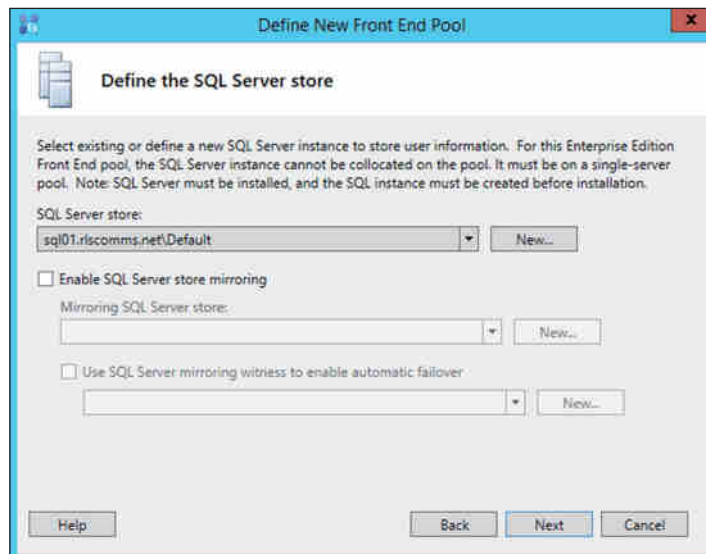 Define New Front End Pool
x
Define the SQL Server store
Select existing or define a new SQL Server instance to store user information.  For this Enterprise Edition
Front End pool, the SQL Server instance cannot be collocated on the pool. It must be on a single-server
pool.  Note: SQL Server must be installed, and the SQL instance must be created before installation.
SQL Server store:
sql01.rlscomms.net\Default
New...
Enable SQL Server store mirroring
Mirroring SQL Server store:
New...
Use SQL Server mirroring witness to enable automatic failover
New...
Help
Back
Next
Cancel